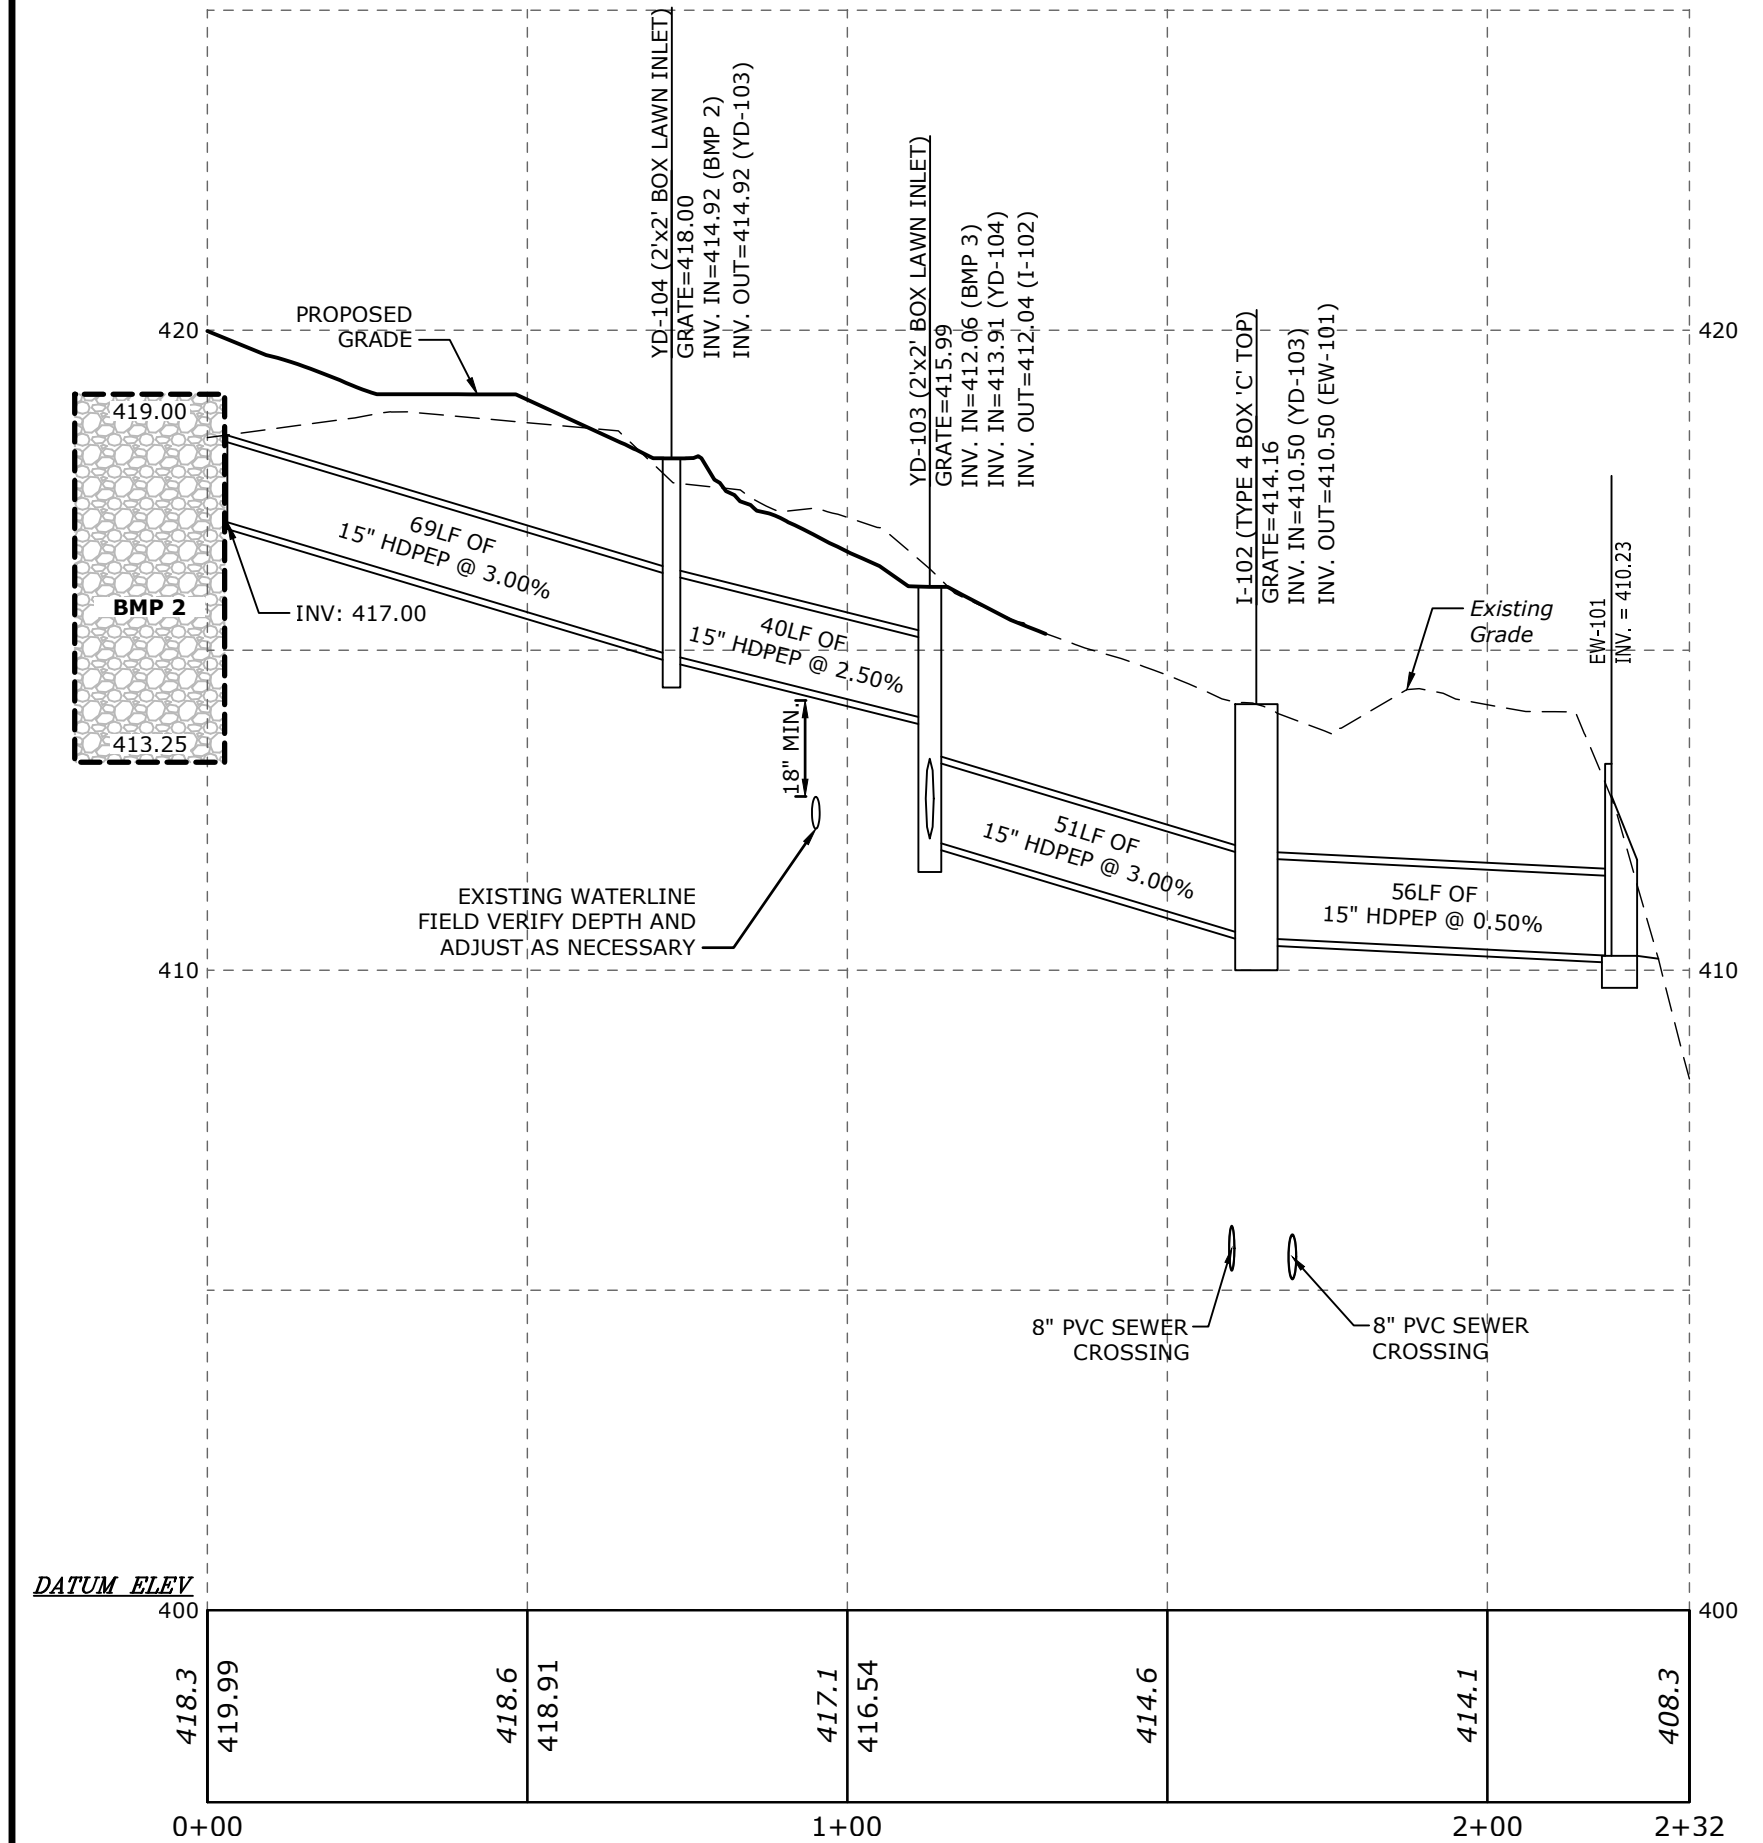 YD-104 (2'x2' BOX LAWN INLET)
GRATE=418.00
INV. IN=414.92 (BMP 2)
INV. OUT=414.92 (YD-103)
YD-103 (2'x2' BOX LAWN INLET)
GRATE=415.99
INV. IN=412.06 (BMP 3)
INV. IN=413.91 (YD-104)
INV. OUT=412.04 (I-102)
I-102 (TYPE 4 BOX 'C' TOP)
GRATE=414.16
INV. IN=410.50 (YD-103)
INV. OUT=410.50 (EW-101)
EW-101
INV. = 410.23
PROPOSED
GRADE
420
420
419.00
BMP 2
413.25
INV: 417.00
69LF OF
15" HDPEP @ 3.00%
40LF OF
15" HDPEP @ 2.50%
18" MIN.
Existing
Grade
51LF OF
15" HDPEP @ 3.00%
56LF OF
15" HDPEP @ 0.50%
EXISTING WATERLINE
FIELD VERIFY DEPTH AND
ADJUST AS NECESSARY
410
410
8" PVC SEWER
CROSSING
8" PVC SEWER
CROSSING
DATUM ELEV
400
400
418.3
419.99
418.6
418.91
417.1
416.54
414.6
414.1
408.3
0+00
1+00
2+00
2+32